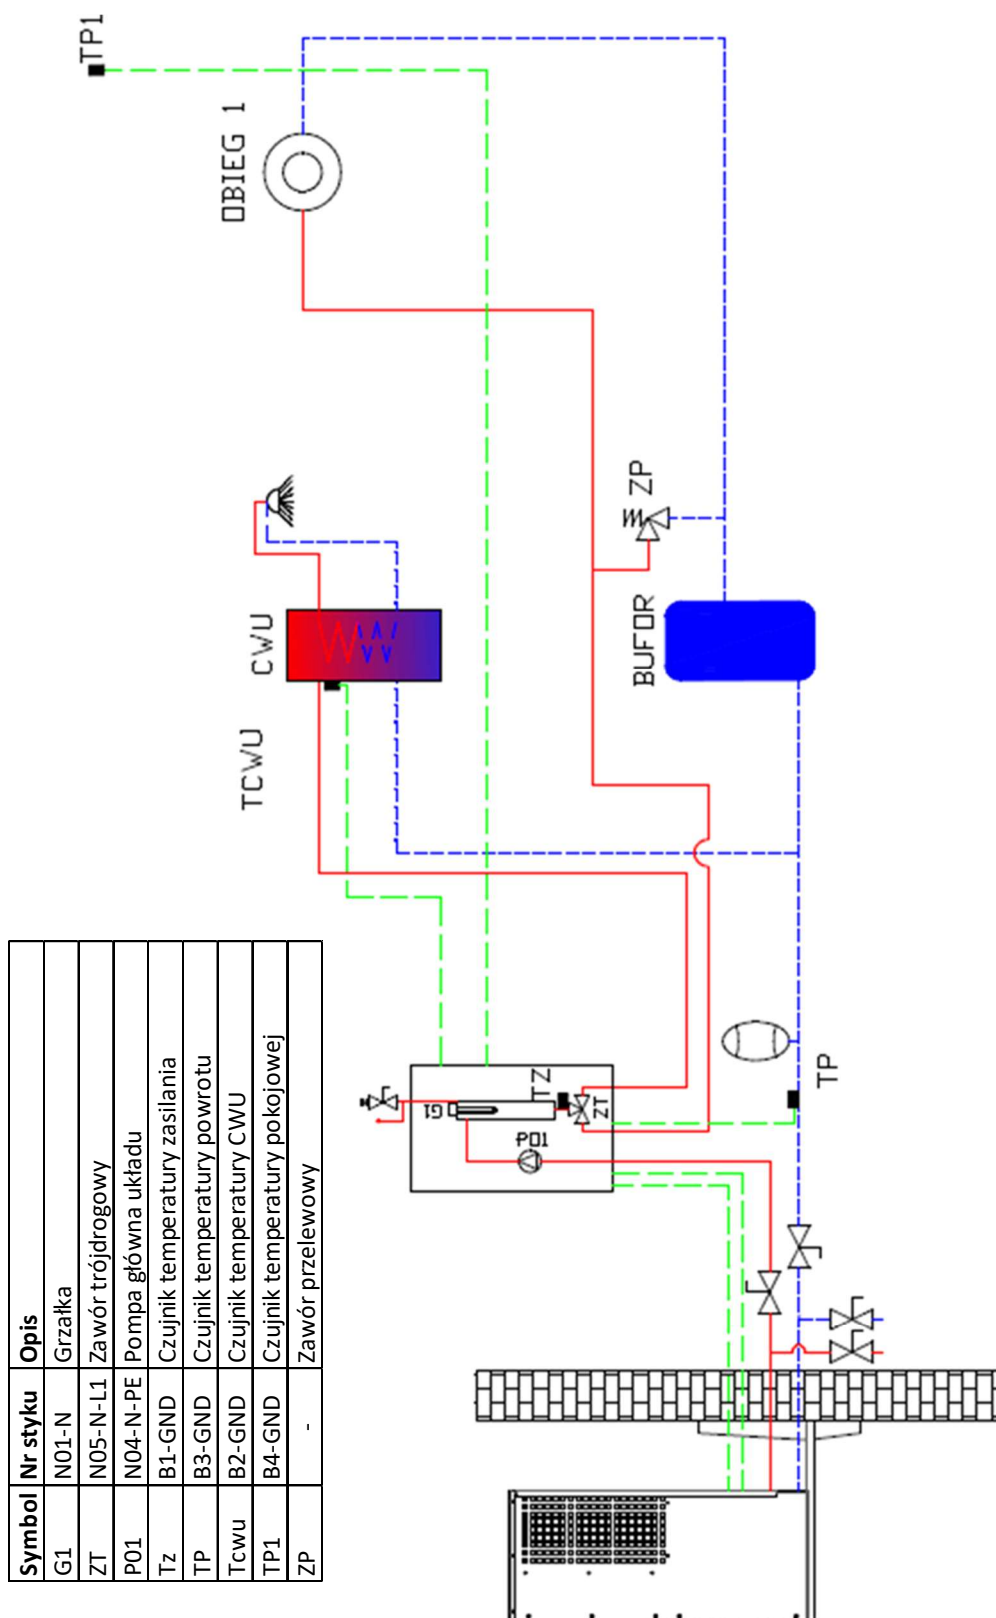 Symbol Nr styku Opis
G1 N01-N Grzałka
ZT N05-N-L1 Zawór trójdrogowy
P01 N04-N-PE Pompa główna układu
Tz B1-GND Czujnik temperatury zasilania
TP B3-GND Czujnik temperatury powrotu
Tcwu B2-GND Czujnik temperatury CWU
TP1 B4-GND Czujnik temperatury pokojowej
ZP - Zawór przelewowy
G1
P01
TZ
ZT
TP
TCWU
CWU
BUFOR
ZP
OBIEG 1
TP1